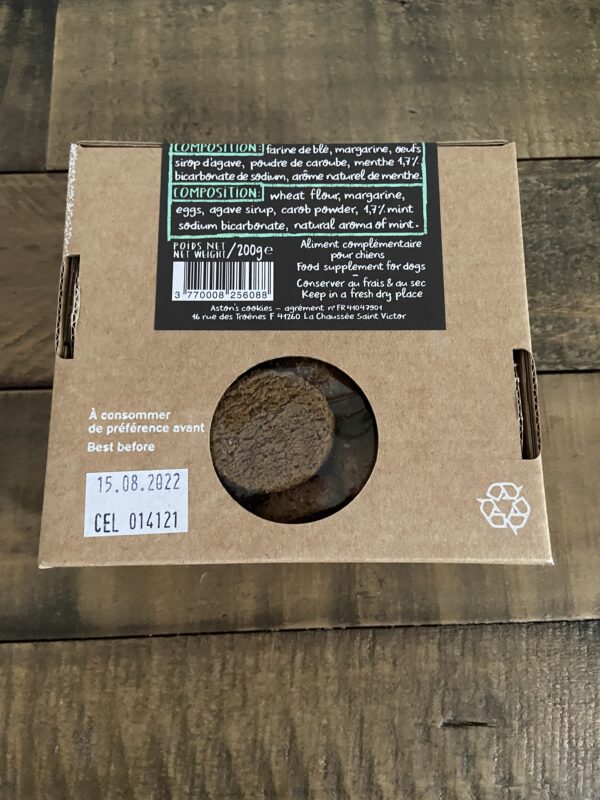 COMPOSITION: farine de blé, margarine, oeufs
sirop d'agave, poudre de caroube, menthe 1,7%
bicarbonate de sodium, arôme naturel de menthe.
COMPOSITION: wheat flour, margarine,
eggs, agave sirup, carob powder, 1,7% mint
sodium bicarbonate, natural aroma of mint.
POIDS NET
NET WEIGHT / 200g e
3 770008 256088
Aliment complémentaire
pour chiens
Food supplement for dogs
Conserver au frais & au sec
Keep in a fresh dry place
Aston's cookies - agrément n° FR41047901
16 rue des Troènes F 41260 La Chaussée Saint Victor
À consommer
de préférence avant
Best before
15.08.2022
CEL 014121